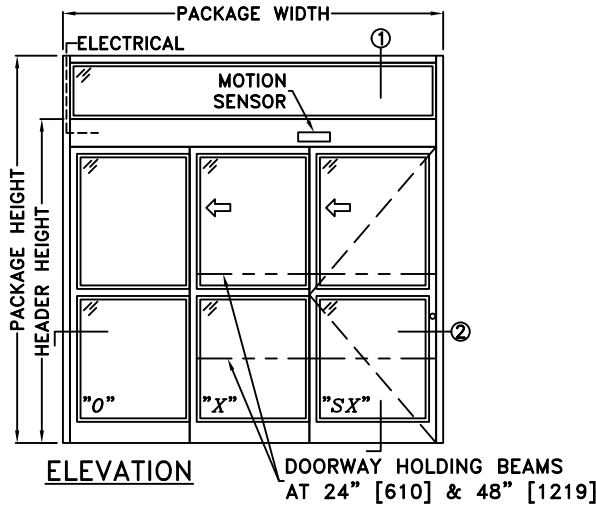 PACKAGE WIDTH
ELECTRICAL
1
MOTION
SENSOR
PACKAGE HEIGHT
HEADER HEIGHT
2
"O"
"X"
"SX"
ELEVATION
DOORWAY HOLDING BEAMS
AT 24" [610] & 48" [1219]